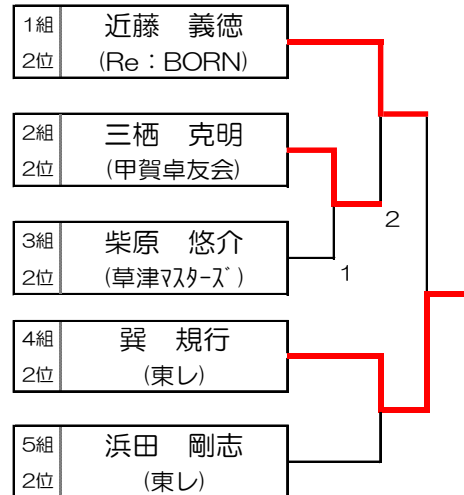 1組 近藤 義徳
2位 (Re：BORN)
2組 三栖 克明
2位 (甲賀卓友会)
2
3組 柴原 悠介
2位 (草津ﾏｽﾀｰｽﾞ)
1
4組 巽 規行
2位 (東レ)
5組 浜田 剛志
2位 (東レ)